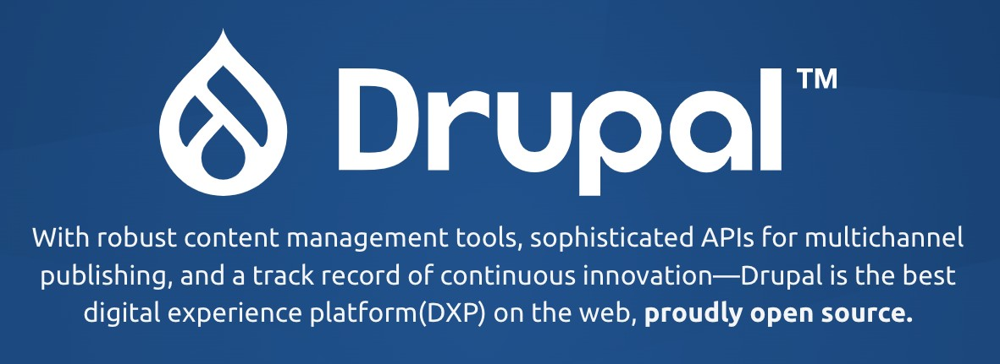 Drupal™
With robust content management tools, sophisticated APIs for multichannel
publishing, and a track record of continuous innovation—Drupal is the best
digital experience platform(DXP) on the web, proudly open source.